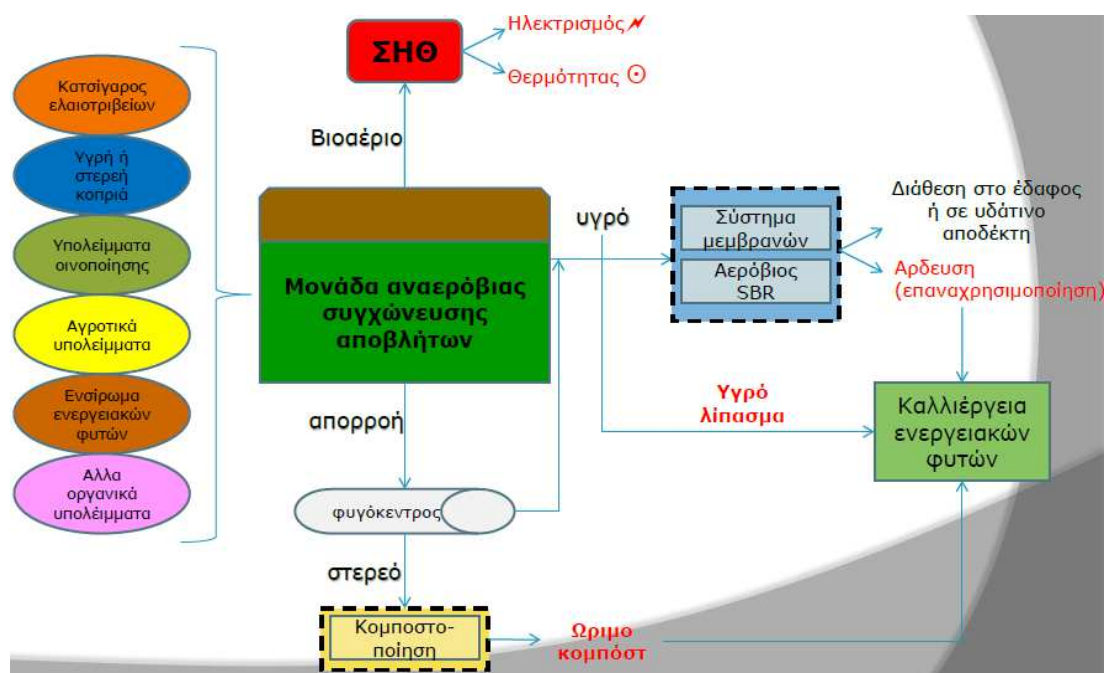 ΣΗΘ
Ηλεκτρισμός
Θερμότητας
Κατσίγαρος
ελαιοτριβείων
Υγρή ή
στερεή
κοπριά
Υπολείμματα
οινοποίησης
Αγροτικά
υπολείμματα
Ενσίρωμα
ενεργειακών
φυτών
Αλλα
οργανικά
υπολέιμματα
Βιοαέριο
Μονάδα αναερόβιας
συγχώνευσης
αποβλήτων
υγρό
Σύστημα
μεμβρανών
Αερόβιος
SBR
Διάθεση στο έδαφος
ή σε υδάτινο
αποδέκτη
Αρδευση
(επαναχρησιμοποίηση)
απορροή
Υγρό
λίπασμα
Καλλιέργεια
ενεργειακών
φυτών
φυγόκεντρος
στερεό
Κομποστο-
ποίηση
Ωριμο
κομπόστ